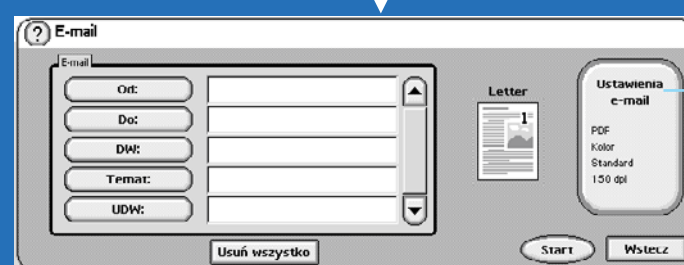 ? E-mail
E-mail
Od:
Do:
DW:
Temat:
UDW:
Usuń wszystko
Letter
1
Ustawienia
e-mail
PDF
Kolor
Standard
150 dpi
Start
Wstecz